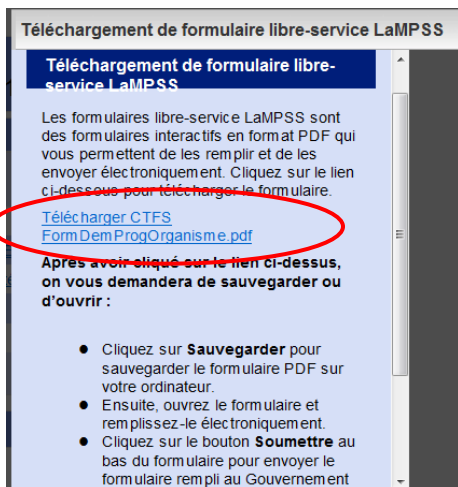 Téléchargement de formulaire libre-service LaMPSS
Téléchargement de formulaire libre-
service LaMPSS
Les formulaires libre-service LaMPSS sont
des formulaires interactifs en format PDF qui
vous permettent de les remplir et de les
envoyer électroniquement. Cliquez sur le lien
ci-dessous pour télécharger le formulaire.
Télécharger CTFS
FormDemProgOrganisme.pdf
Après avoir cliqué sur le lien ci-dessus,
on vous demandera de sauvegarder ou
d'ouvrir :
● Cliquez sur Sauvegarder pour
sauvegarder le formulaire PDF sur
votre ordinateur.
● Ensuite, ouvrez le formulaire et
remplissez-le électroniquement.
● Cliquez sur le bouton Soumettre au
bas du formulaire pour envoyer le
formulaire rempli au Gouvernement